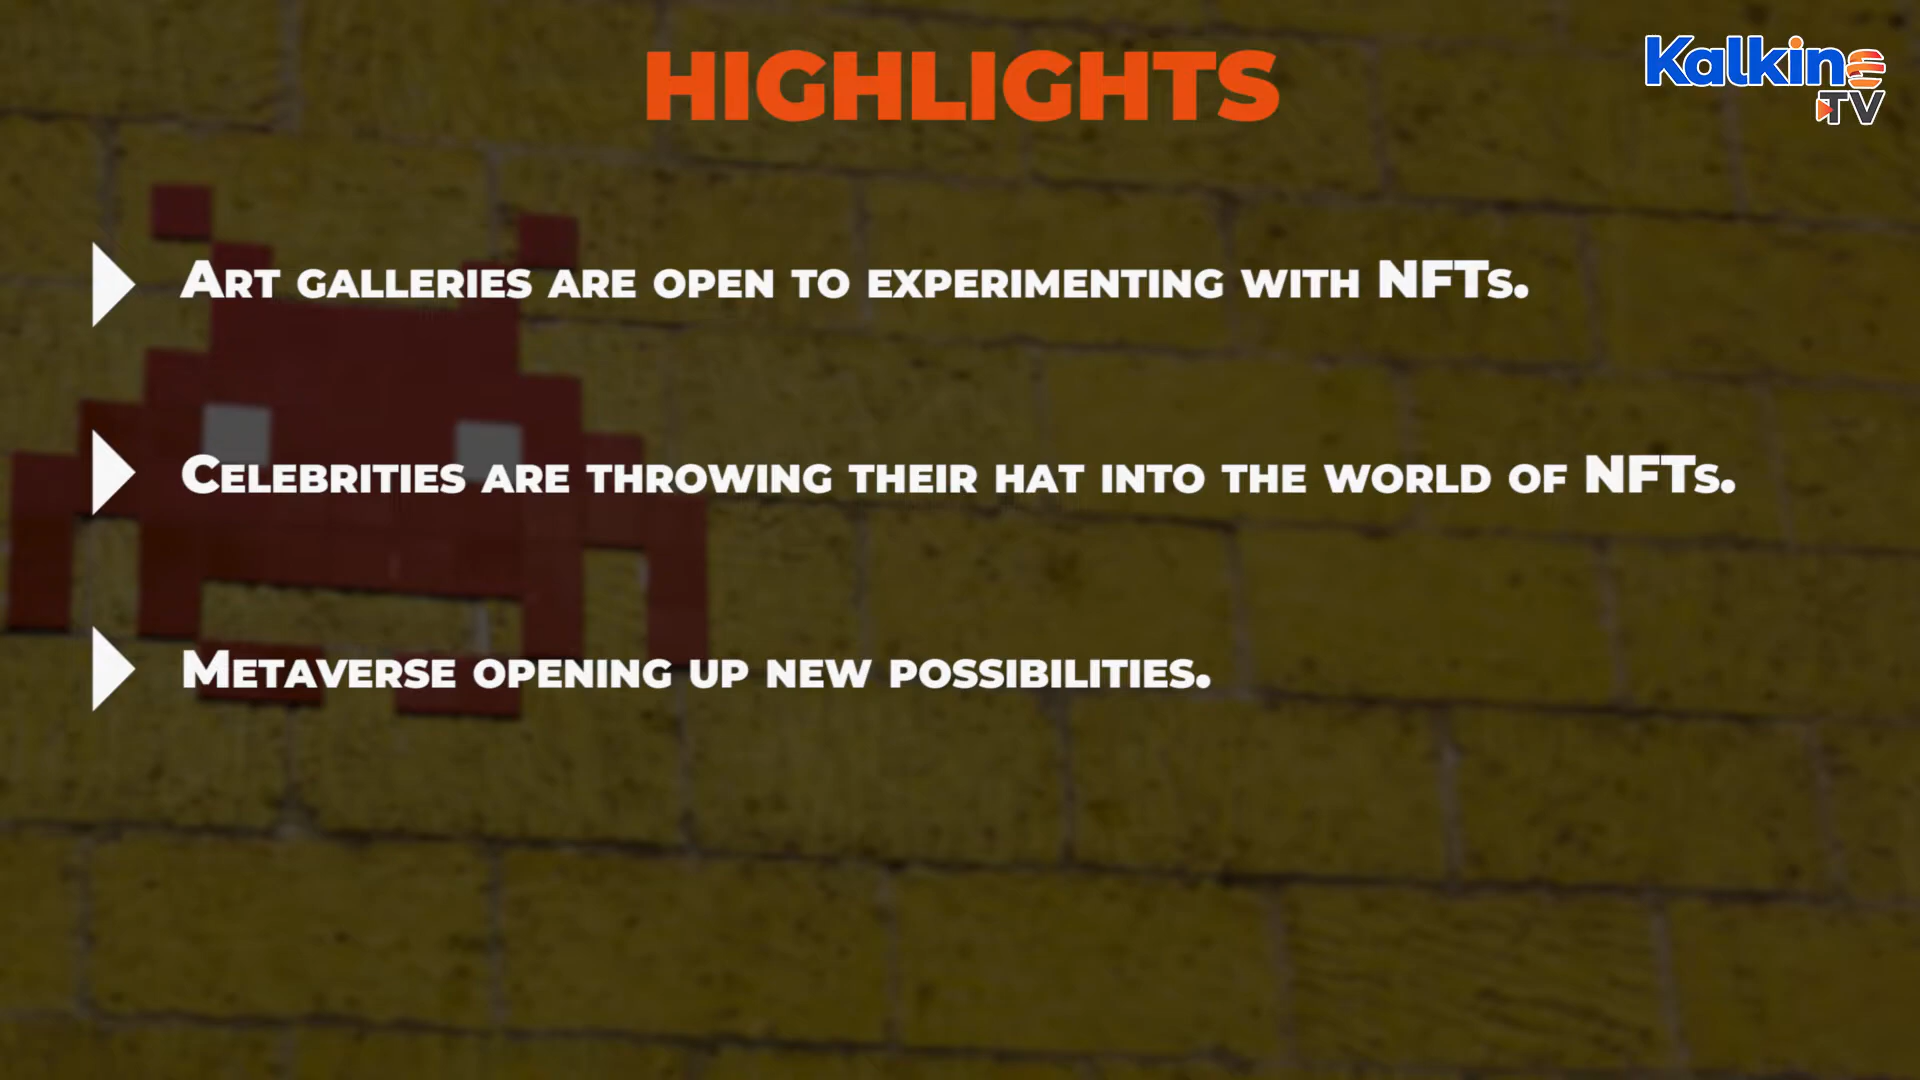 HIGHLIGHTS
Kalkine
TV
Art galleries are open to experimenting with NFTs.
Celebrities are throwing their hat into the world of NFTs.
Metaverse opening up new possibilities.